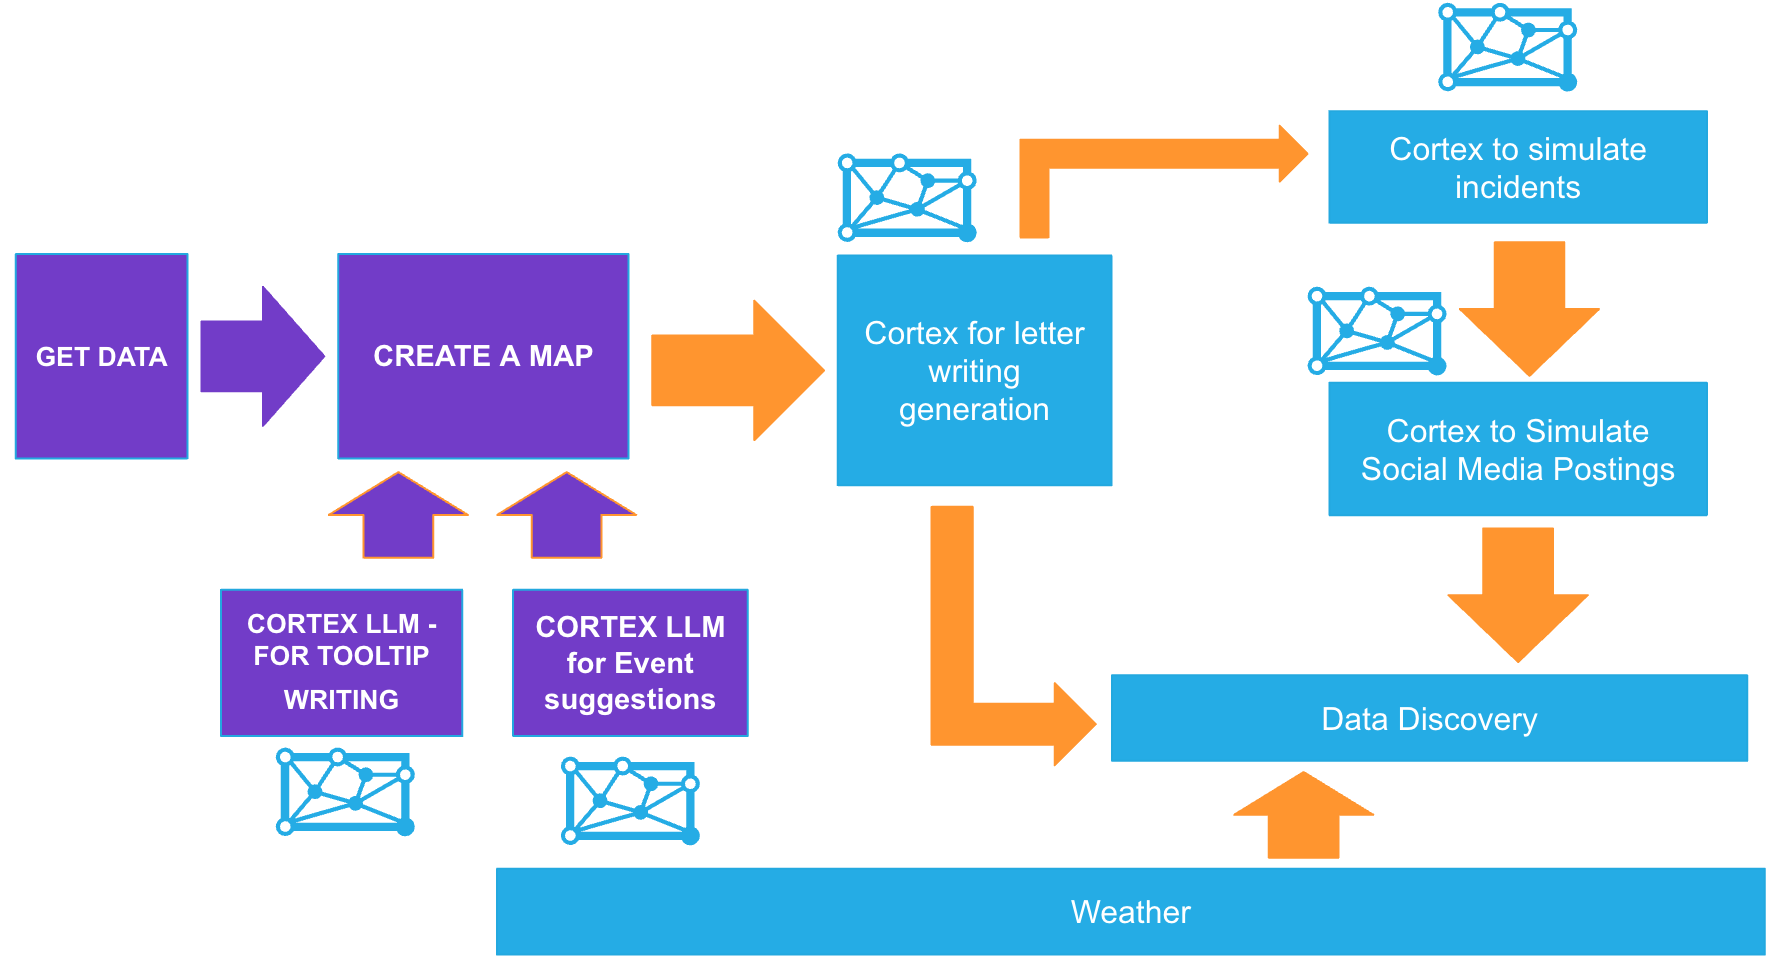 GET DATA
CREATE A MAP
CORTEX LLM -
FOR TOOLTIP
WRITING
CORTEX LLM
for Event
suggestions
Cortex for letter
writing
generation
Cortex to simulate
incidents
Cortex to Simulate
Social Media Postings
Data Discovery
Weather